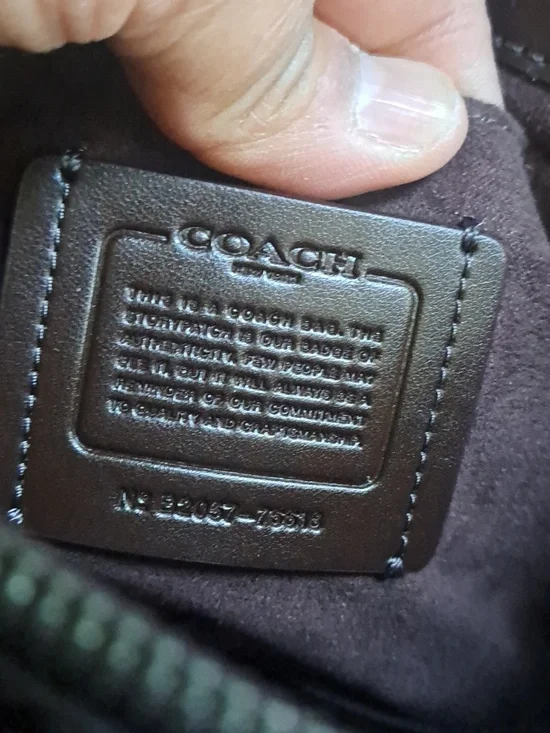 COACH
NEW YORK
THIS IS A COACH BAG. THE
STORYPATCH IS OUR BADGE OF
AUTHENTICITY. FEW PEOPLE MAY
SEE IT, BUT IT WILL ALWAYS BE A
REMINDER OF OUR COMMITMENT
TO QUALITY AND CRAFTSMANSHIP.
Nº